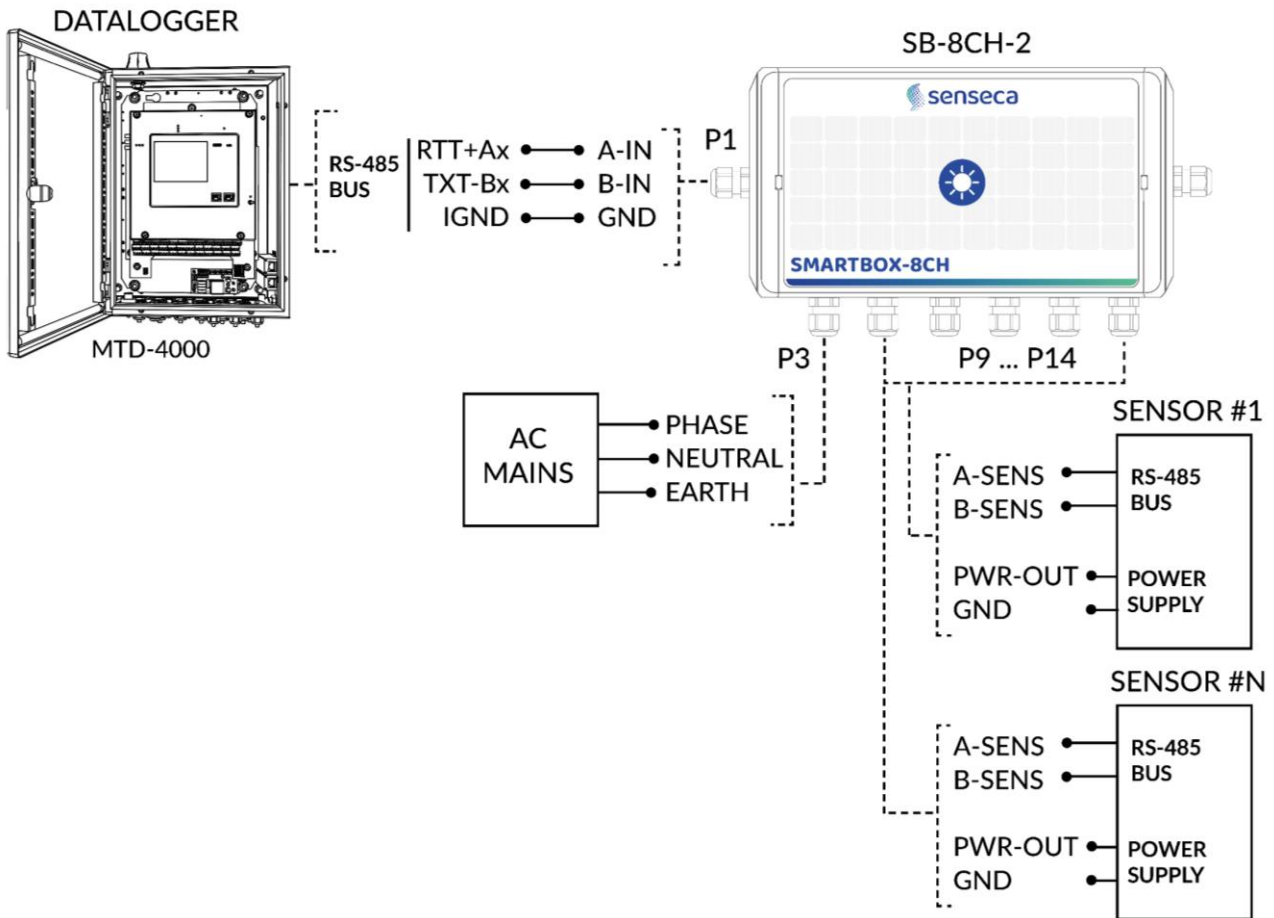 DATALOGGER
MTD-4000
RS-485
BUS
RTT+Ax
A-IN
TXT-Bx
B-IN
IGND
GND
P1
SB-8CH-2
senseca
SMARTBOX-8CH
P3
P9 ... P14
AC
MAINS
PHASE
NEUTRAL
EARTH
SENSOR #1
A-SENS
B-SENS
RS-485
BUS
PWR-OUT
GND
POWER
SUPPLY
SENSOR #N
A-SENS
B-SENS
RS-485
BUS
PWR-OUT
GND
POWER
SUPPLY